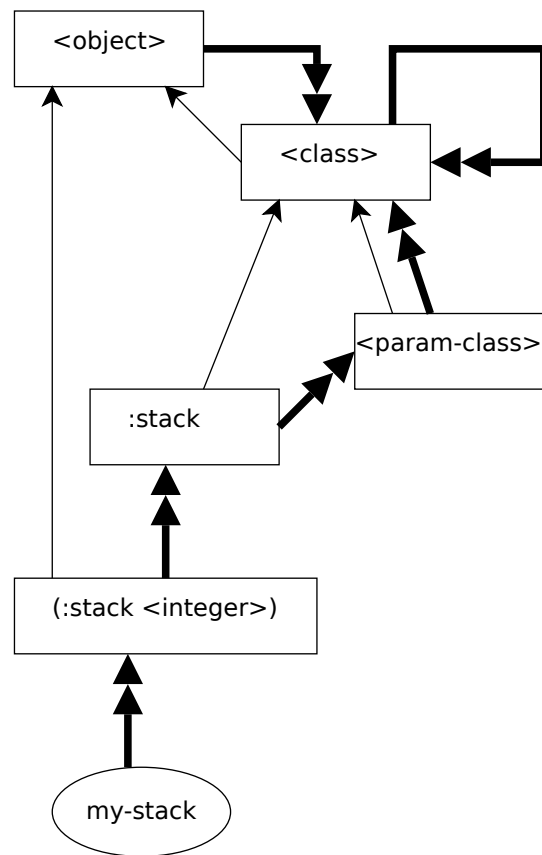 <object>
<class>
<param-class>
:stack
(:stack <integer>)
my-stack